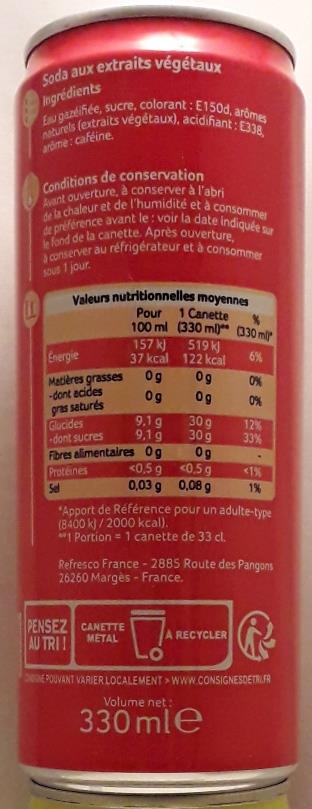 Soda aux extraits végétaux
Ingrédients
Eau gazéifiée, sucre, colorant : E150d, arômes
naturels (extraits végétaux), acidifiant : E338,
arôme : caféine.
Conditions de conservation
Avant ouverture, à conserver à l'abri
de la chaleur et de l'humidité et à consommer
de préférence avant le : voir la date indiquée sur
le fond de la canette. Après ouverture,
à conserver au réfrigérateur et à consommer
sous 1 jour.
Valeurs nutritionnelles moyennes
Pour 1 Canette %
100 ml (330 ml)** (330 ml)*
157 kJ 519 kJ
Énergie 37 kcal 122 kcal 6%
Matières grasses 0 g 0 g 0%
-dont acides
gras saturés 0 g 0 g 0%
Glucides 9,1 g 30 g 12%
-dont sucres 9,1 g 30 g 33%
Fibres alimentaires 0 g 0 g -
Protéines <0,5 g <0,5 g <1%
Sel 0,03 g 0,08 g 1%
*Apport de Référence pour un adulte-type
(8400 kJ / 2000 kcal).
**1 Portion = 1 canette de 33 cl.
Refresco France - 2885 Route des Pangons
26260 Margès - France.
PENSEZ
AU TRI !
CANETTE
MÉTAL
À RECYCLER
CONSIGNE POUVANT VARIER LOCALEMENT > WWW.CONSIGNESDETRI.FR
Volume net :
330 ml e